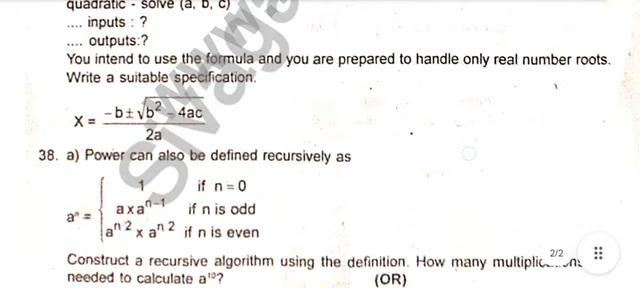 quadratic - solve (a, b, c)
.... inputs : ?
.... outputs:?
You intend to use the formula and you are prepared to handle only real number roots.
Write a suitable specification.
X = -b±√b² - 4ac
2a
38. a) Power can also be defined recursively as
1 if n = 0
aⁿ = a x aⁿ⁻¹ if n is odd
aⁿ ² x aⁿ ² if n is even
2/2
Construct a recursive algorithm using the definition. How many
needed to calculate a¹⁰? (OR)